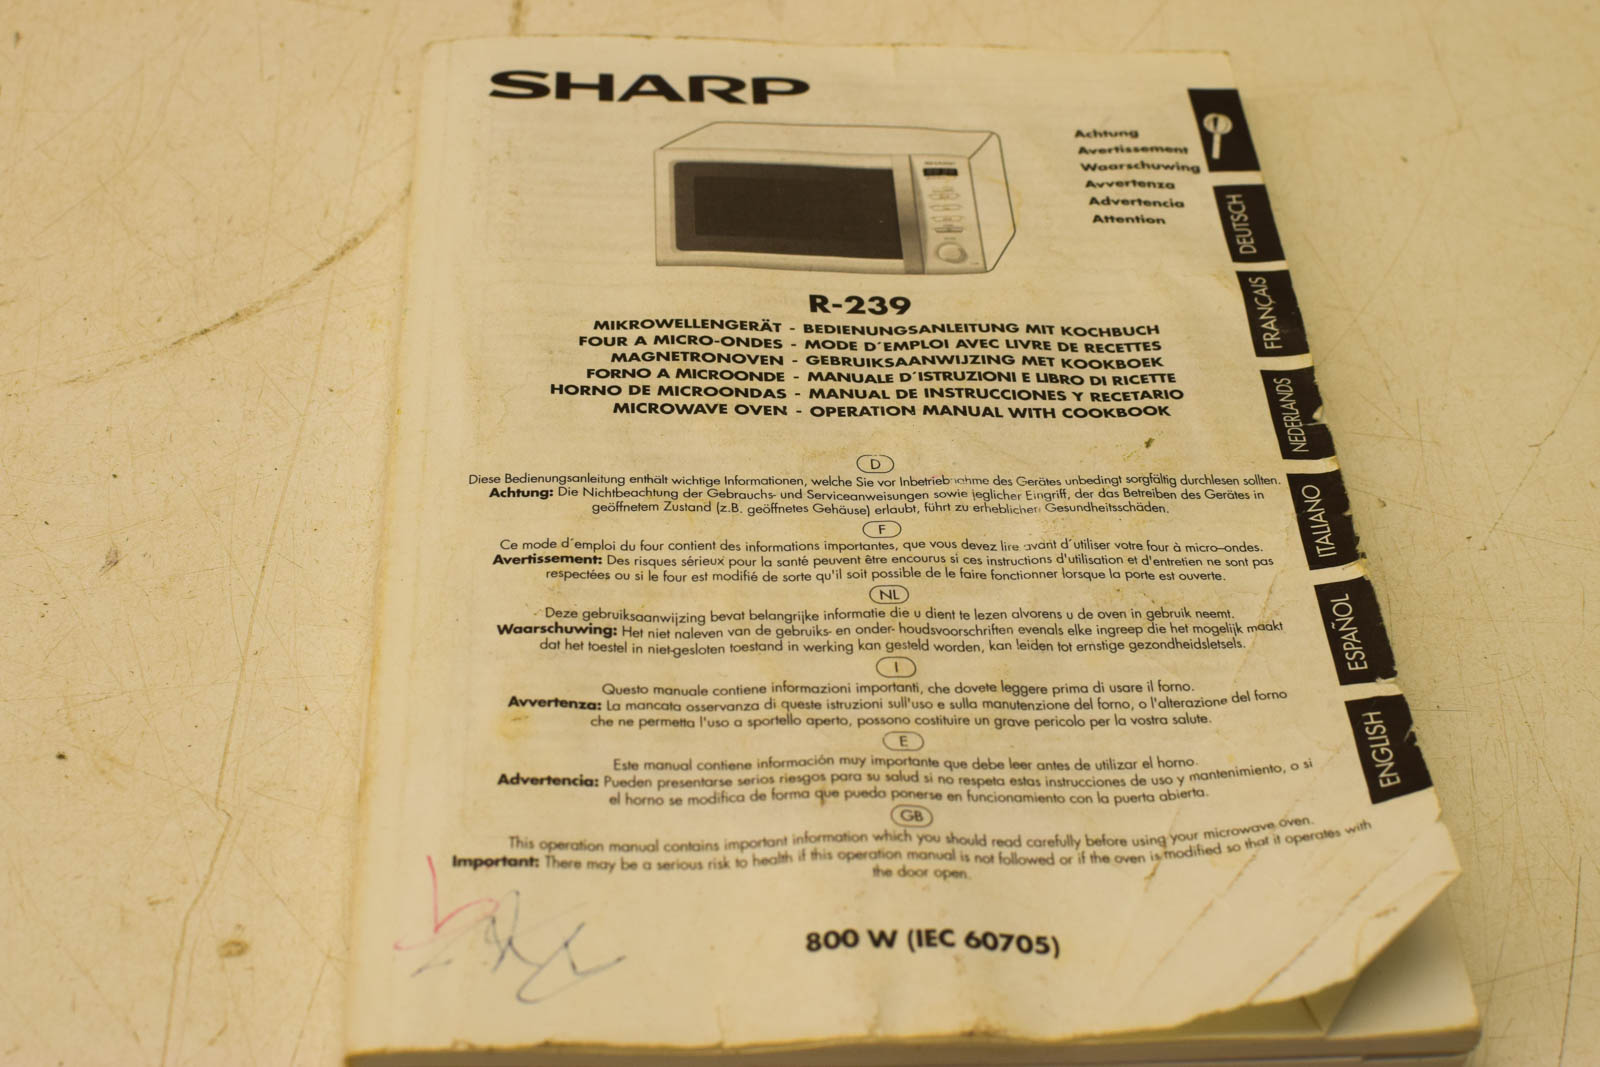 SHARP
Achtung
Avertissement
Waarschuwing
Avvertenza
Advertencia
Attention
DEUTSCH
FRANÇAIS
NEDERLANDS
ITALIANO
ESPAÑOL
ENGLISH
R-239
MIKROWELLENGERÄT - BEDIENUNGSANLEITUNG MIT KOCHBUCH
FOUR A MICRO-ONDES - MODE D´EMPLOI AVEC LIVRE DE RECETTES
MAGNETRONOVEN - GEBRUIKSAANWIJZING MET KOOKBOEK
FORNO A MICROONDE - MANUALE D´ISTRUZIONI E LIBRO DI RICETTE
HORNO DE MICROONDAS - MANUAL DE INSTRUCCIONES Y RECETARIO
MICROWAVE OVEN - OPERATION MANUAL WITH COOKBOOK
D
Diese Bedienungsanleitung enthält wichtige Informationen, welche Sie vor Inbetriebnahme des Gerätes unbedingt sorgfältig durchlesen sollten.
Achtung: Die Nichtbeachtung der Gebrauchs- und Serviceanweisungen sowie jeglicher Eingriff, der das Betreiben des Gerätes in
geöffnetem Zustand (z.B. geöffnetes Gehäuse) erlaubt, führt zu erheblichen Gesundheitsschäden.
F
Ce mode d´emploi du four contient des informations importantes, que vous devez lire avant d´utiliser votre four à micro-ondes.
Avertissement: Des risques sérieux pour la santé peuvent être encourus si ces instructions d'utilisation et d'entretien ne sont pas
respectées ou si le four est modifié de sorte qu'il soit possible de le faire fonctionner lorsque la porte est ouverte.
NL
Deze gebruiksaanwijzing bevat belangrijke informatie die u dient te lezen alvorens u de oven in gebruik neemt.
Waarschuwing: Het niet naleven van de gebruiks- en onder- houdsvoorschriften evenals elke ingreep die het mogelijk maakt
dat het toestel in niet-gesloten toestand in werking kan gesteld worden, kan leiden tot ernstige gezondheidsletsels.
I
Questo manuale contiene informazioni importanti, che dovete leggere prima di usare il forno.
Avvertenza: La mancata osservanza di queste istruzioni sull'uso e sulla manutenzione del forno, o l'alterazione del forno
che ne permetta l'uso a sportello aperto, possono costituire un grave pericolo per la vostra salute.
E
Este manual contiene información muy importante que debe leer antes de utilizar el horno.
Advertencia: Pueden presentarse serios riesgos para su salud si no respeta estas instrucciones de uso y mantenimiento, o si
el horno se modifica de forma que pueda ponerse en funcionamiento con la puerta abierta.
GB
This operation manual contains important information which you should read carefully before using your microwave oven.
Important: There may be a serious risk to health if this operation manual is not followed or if the oven is modified so that it operates with
the door open.
800 W (IEC 60705)